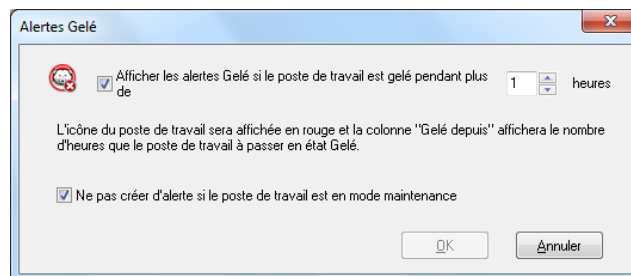 Alertes Gelé
Afficher les alertes Gelé si le poste de travail est gelé pendant plus
de
1
heures
L'icône du poste de travail sera affichée en rouge et la colonne "Gelé depuis" affichera le nombre
d'heures que le poste de travail à passer en état Gelé.
Ne pas créer d'alerte si le poste de travail est en mode maintenance
OK
Annuler